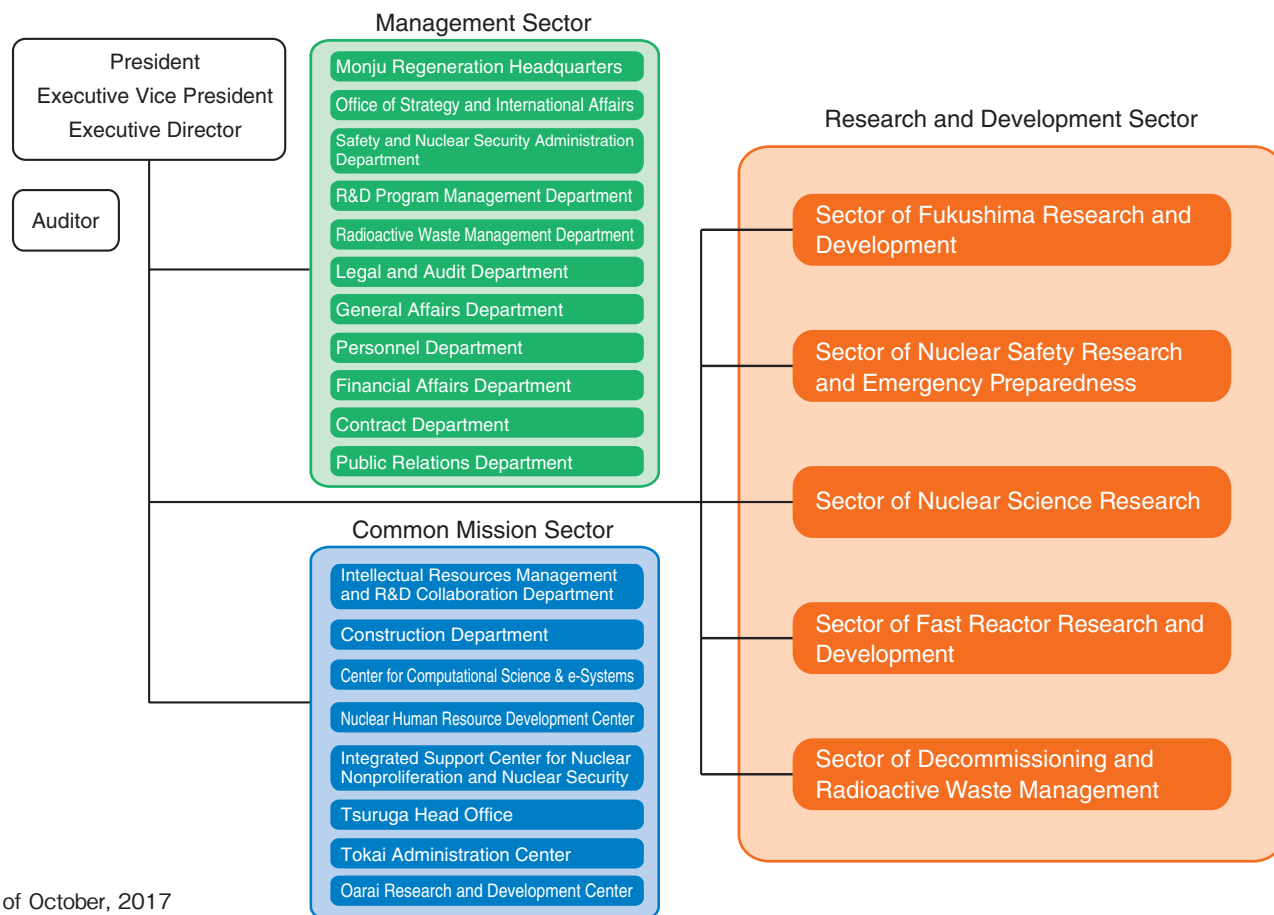 President
Executive Vice President
Executive Director
Auditor
Management Sector
Monju Regeneration Headquarters
Office of Strategy and International Affairs
Safety and Nuclear Security Administration
Department
R&D Program Management Department
Radioactive Waste Management Department
Legal and Audit Department
General Affairs Department
Personnel Department
Financial Affairs Department
Contract Department
Public Relations Department
Common Mission Sector
Intellectual Resources Management
and R&D Collaboration Department
Construction Department
Center for Computational Science & e-Systems
Nuclear Human Resource Development Center
Integrated Support Center for Nuclear
Nonproliferation and Nuclear Security
Tsuruga Head Office
Tokai Administration Center
Oarai Research and Development Center
Research and Development Sector
Sector of Fukushima Research and
Development
Sector of Nuclear Safety Research
and Emergency Preparedness
Sector of Nuclear Science Research
Sector of Fast Reactor Research and
Development
Sector of Decommissioning and
Radioactive Waste Management
of October, 2017